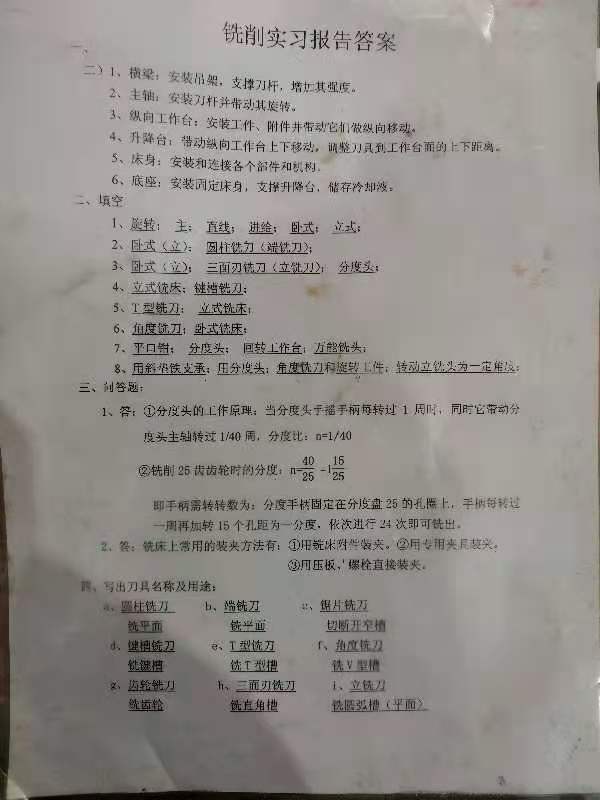 铣削实习报告答案
一、
二）1、横梁：安装吊架，支撑刀杆，增加其强度。
2、主轴：安装刀杆并带动其旋转。
3、纵向工作台：安装工件、附件并带动它们做纵向移动。
4、升降台：带动纵向工作台上下移动，调整刀具到工作台面的上下距离。
5、床身：安装和连接各个部件和机构。
6、底座：安装固定床身，支撑升降台，储存冷却液。
二、填空
1、旋转；主；直线；进给；卧式；立式；
2、卧式（立）；圆柱铣刀（端铣刀）；
3、卧式（立）；三面刃铣刀（立铣刀）；分度头；
4、立式铣床；键槽铣刀；
5、T型铣刀；立式铣床；
6、角度铣刀；卧式铣床；
7、平口钳；分度头；回转工作台；万能铣头；
8、用斜垫铁支承；用分度头；角度铣刀和旋转工件；转动立铣头为一定角度；
三、问答题：
1、答：①分度头的工作原理：当分度头手摇手柄每转过1周时，同时它带动分
度头主轴转过1/40周，分度比：n=1/40
②铣削25齿齿轮时的分度：n=40/25=1 15/25
即手柄需转转数为：分度手柄固定在分度盘25的孔圈上，手柄每转过
一周再加转15个孔距为一分度，依次进行24次即可铣出。
2、答：铣床上常用的装夹方法有：①用铣床附件装夹。②用专用夹具装夹。
③用压板、螺栓直接装夹。
四、写出刀具名称及用途：
a、圆柱铣刀 b、端铣刀 c、锯片铣刀
铣平面 铣平面 切断开窄槽
d、键槽铣刀 e、T型铣刀 f、角度铣刀
铣键槽 铣T型槽 铣V型槽
g、齿轮铣刀 h、三面刃铣刀 i、立铣刀
铣齿轮 铣直角槽 铣圆弧槽（平面）